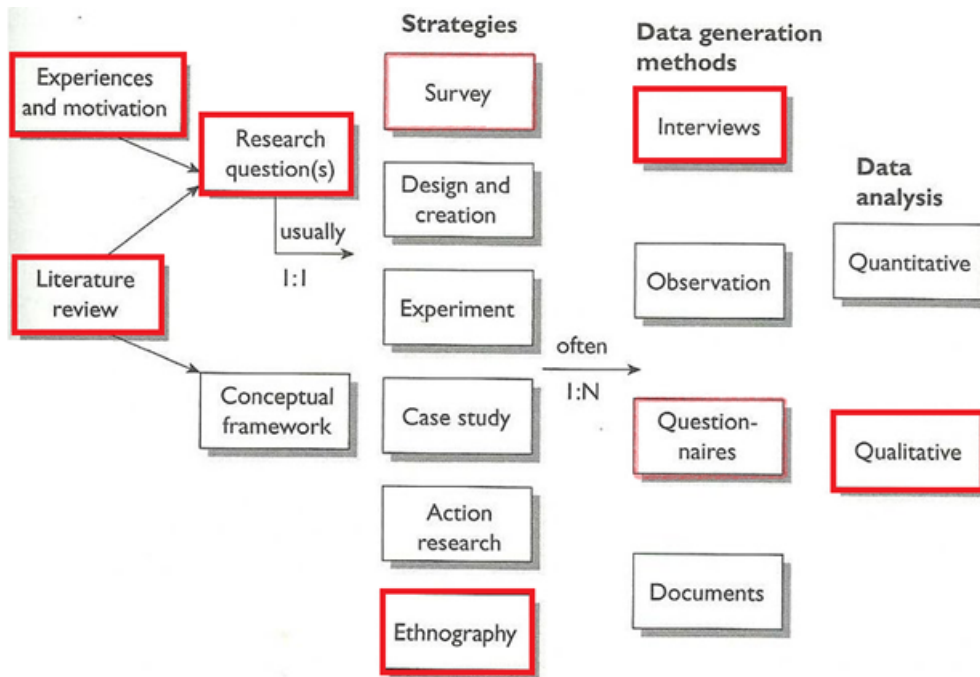 Experiences
and motivation
Literature
review
Research
question(s)
usually
1:1
Conceptual
framework
Strategies
Survey
Design and
creation
Experiment
Case study
Action
research
Ethnography
often
1:N
Data generation
methods
Interviews
Observation
Question-
naires
Documents
Data
analysis
Quantitative
Qualitative